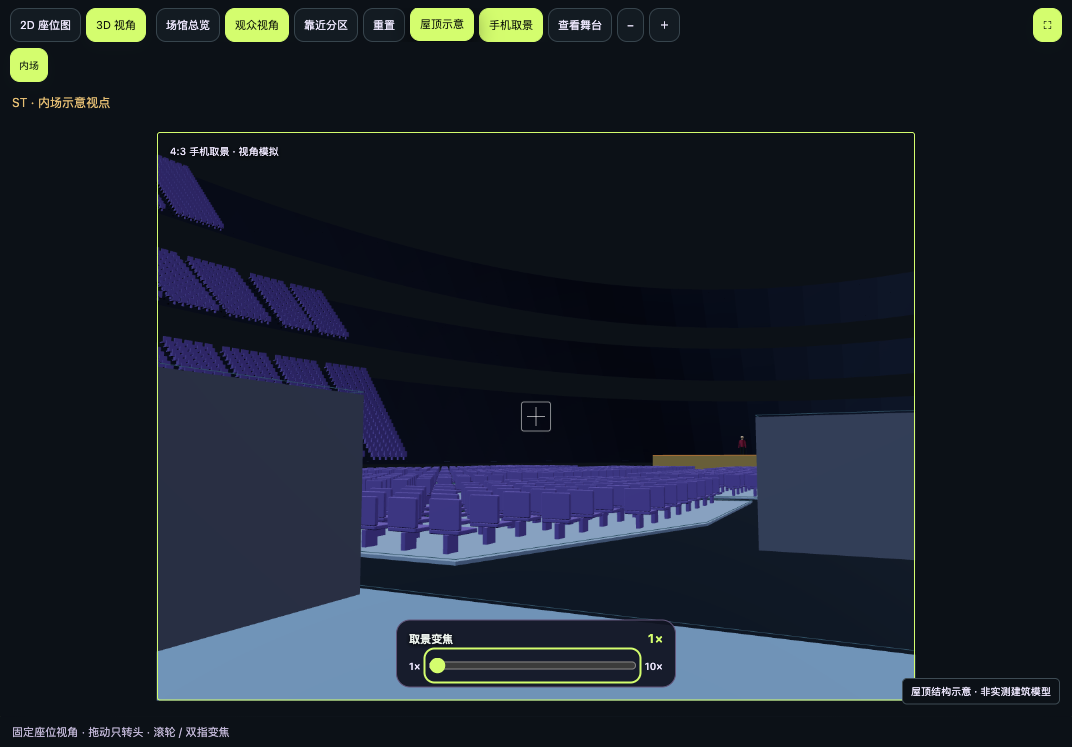 2D 座位图 3D 视角 场馆总览 观众视角 靠近分区 重置 屋顶示意 手机取景 查看舞台 − +
内场
ST · 内场示意视点
4:3 手机取景 · 视角模拟
取景变焦 1×
1× 10×
屋顶结构示意 · 非实测建筑模型
固定座位视角 · 拖动只转头 · 滚轮 / 双指变焦